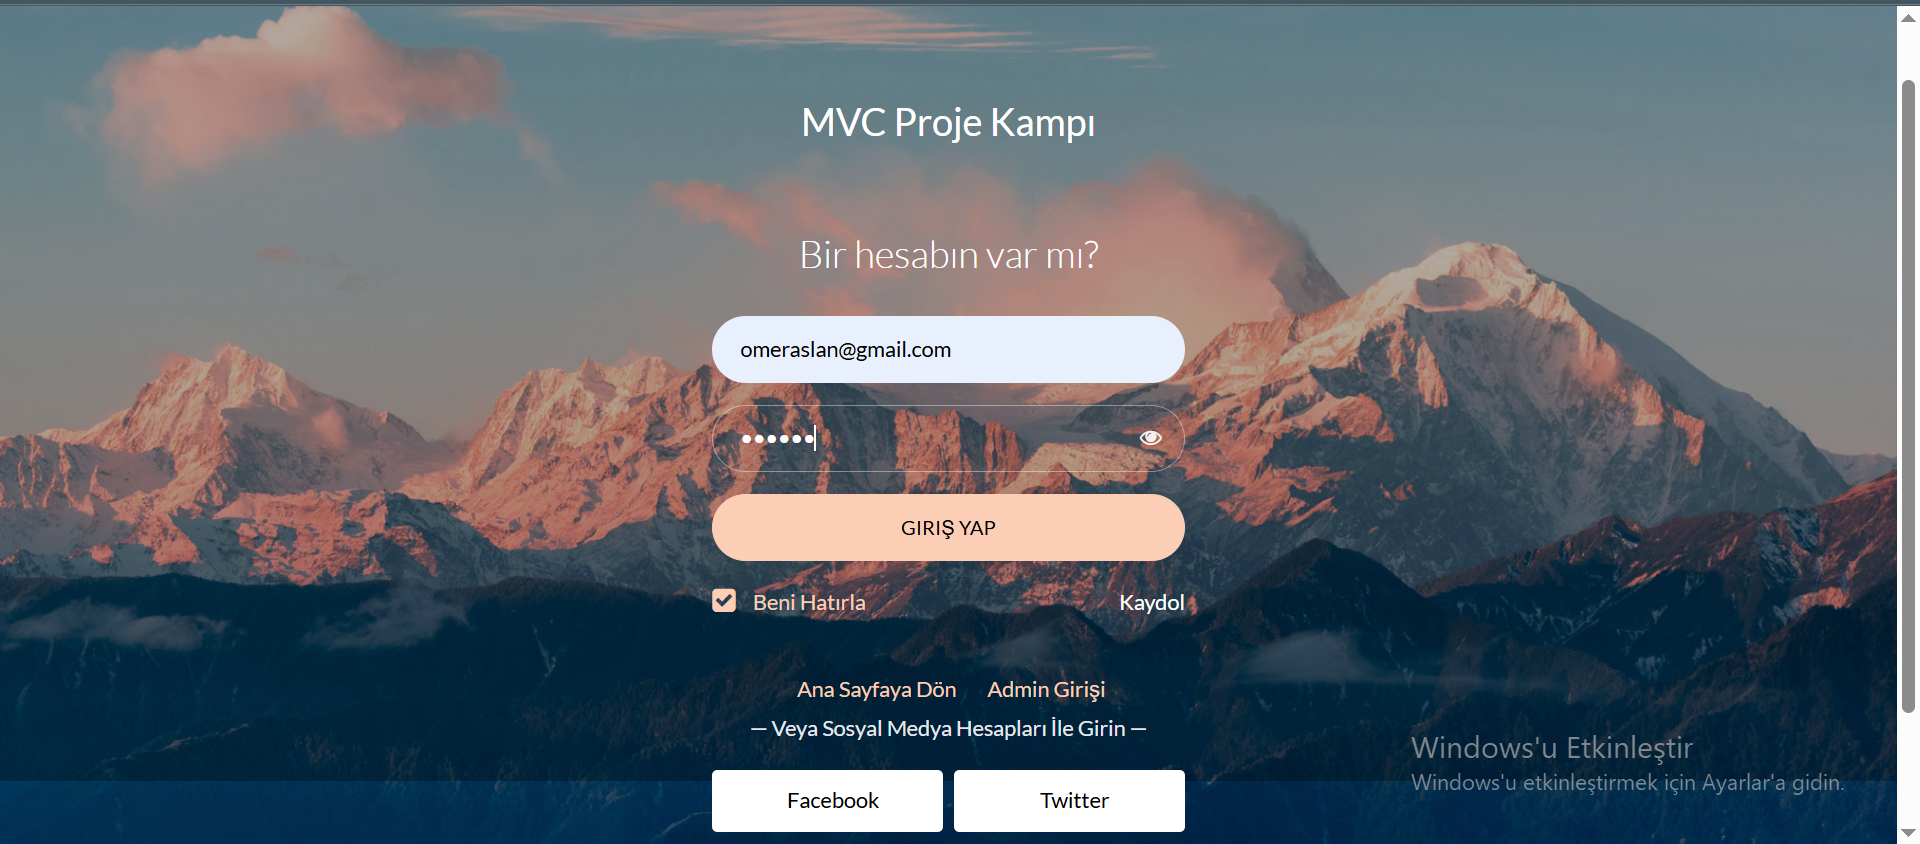 MVC Proje Kampı
Bir hesabın var mı?
omeraslan@gmail.com
••••••
GIRIŞ YAP
Beni Hatırla
Kaydol
Ana Sayfaya Dön
Admin Girişi
— Veya Sosyal Medya Hesapları İle Girin —
Facebook
Twitter
Windows'u Etkinleştir
Windows'u etkinleştirmek için Ayarlar'a gidin.